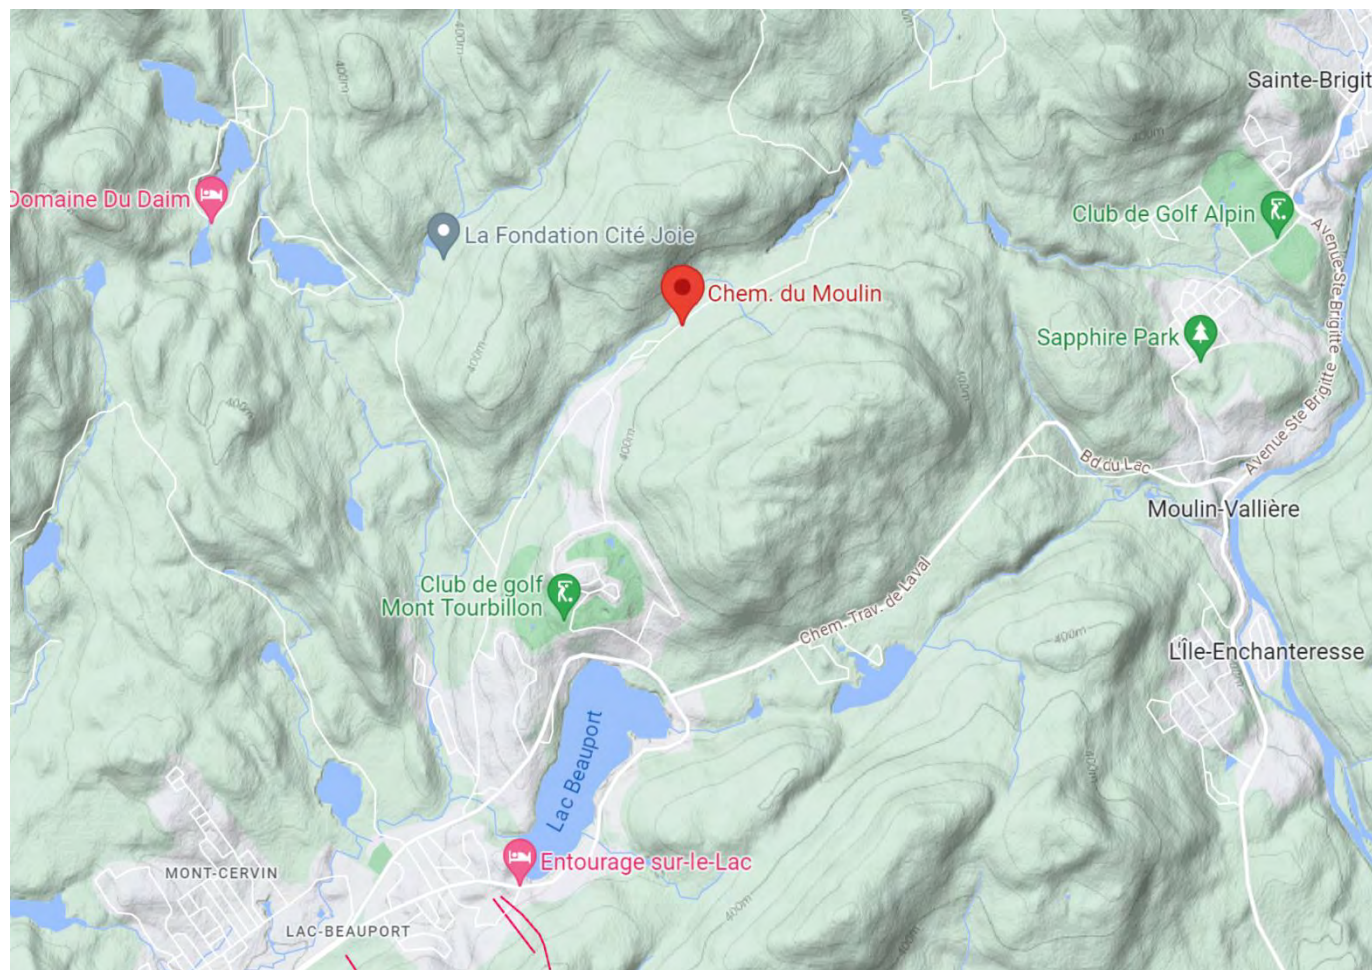 400m
400m
Sainte-Brigit
400m
Domaine Du Daim
Club de Golf Alpin
La Fondation Cité Joie
Avenue Ste Brigitte
Chem. du Moulin
Sapphire Park
400m
400m
400m
400m
Avenue Ste Brigitte
Bd du Lac
Moulin-Vallière
Club de golf
Mont Tourbillon
Chem. Trav. de Laval
400m
L'Île-Enchanteresse
Lac Beauport
400m
Entourage sur-le-Lac
MONT-CERVIN
400m
LAC-BEAUPORT
400m